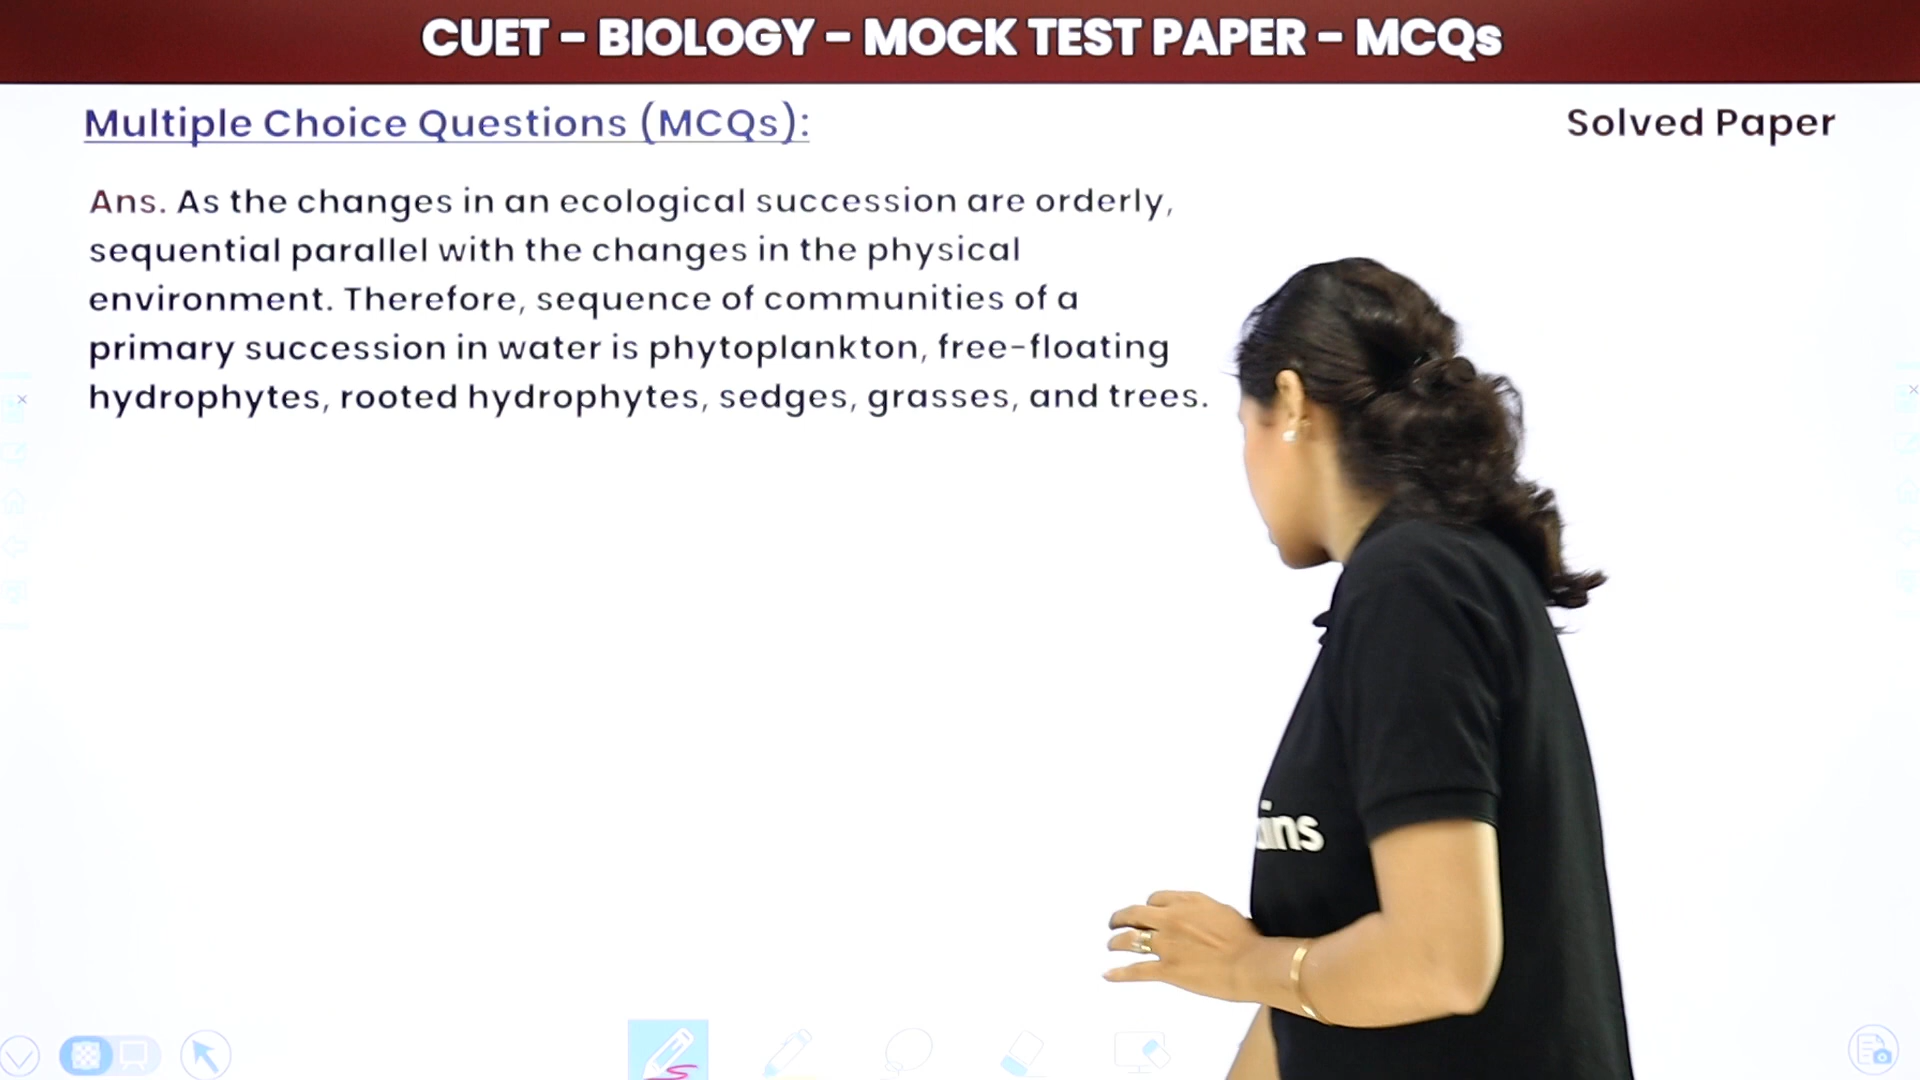 CUET - BIOLOGY - MOCK TEST PAPER - MCQs
Multiple Choice Questions (MCQs):
Solved Paper
Ans. As the changes in an ecological succession are orderly,
sequential parallel with the changes in the physical
environment. Therefore, sequence of communities of a
primary succession in water is phytoplankton, free-floating
hydrophytes, rooted hydrophytes, sedges, grasses, and trees.
ins